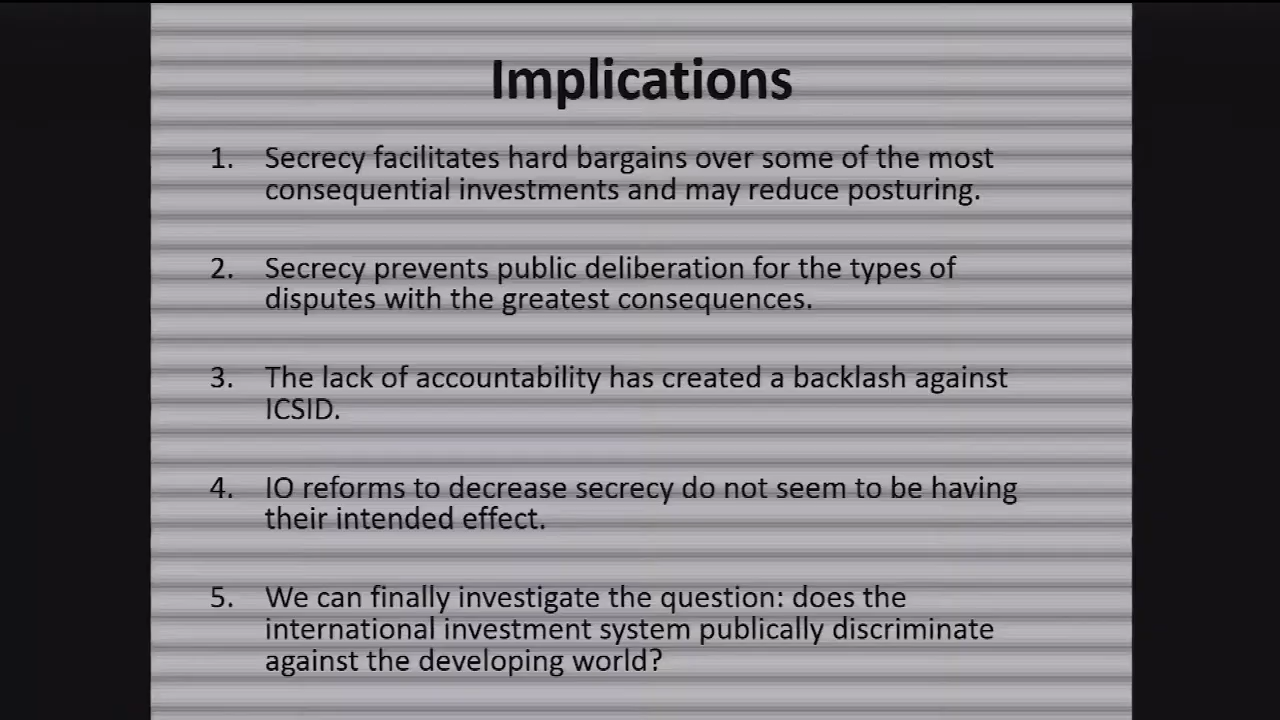 Implications
1. Secrecy facilitates hard bargains over some of the most
consequential investments and may reduce posturing.
2. Secrecy prevents public deliberation for the types of
disputes with the greatest consequences.
3. The lack of accountability has created a backlash against
ICSID.
4. IO reforms to decrease secrecy do not seem to be having
their intended effect.
5. We can finally investigate the question: does the
international investment system publically discriminate
against the developing world?